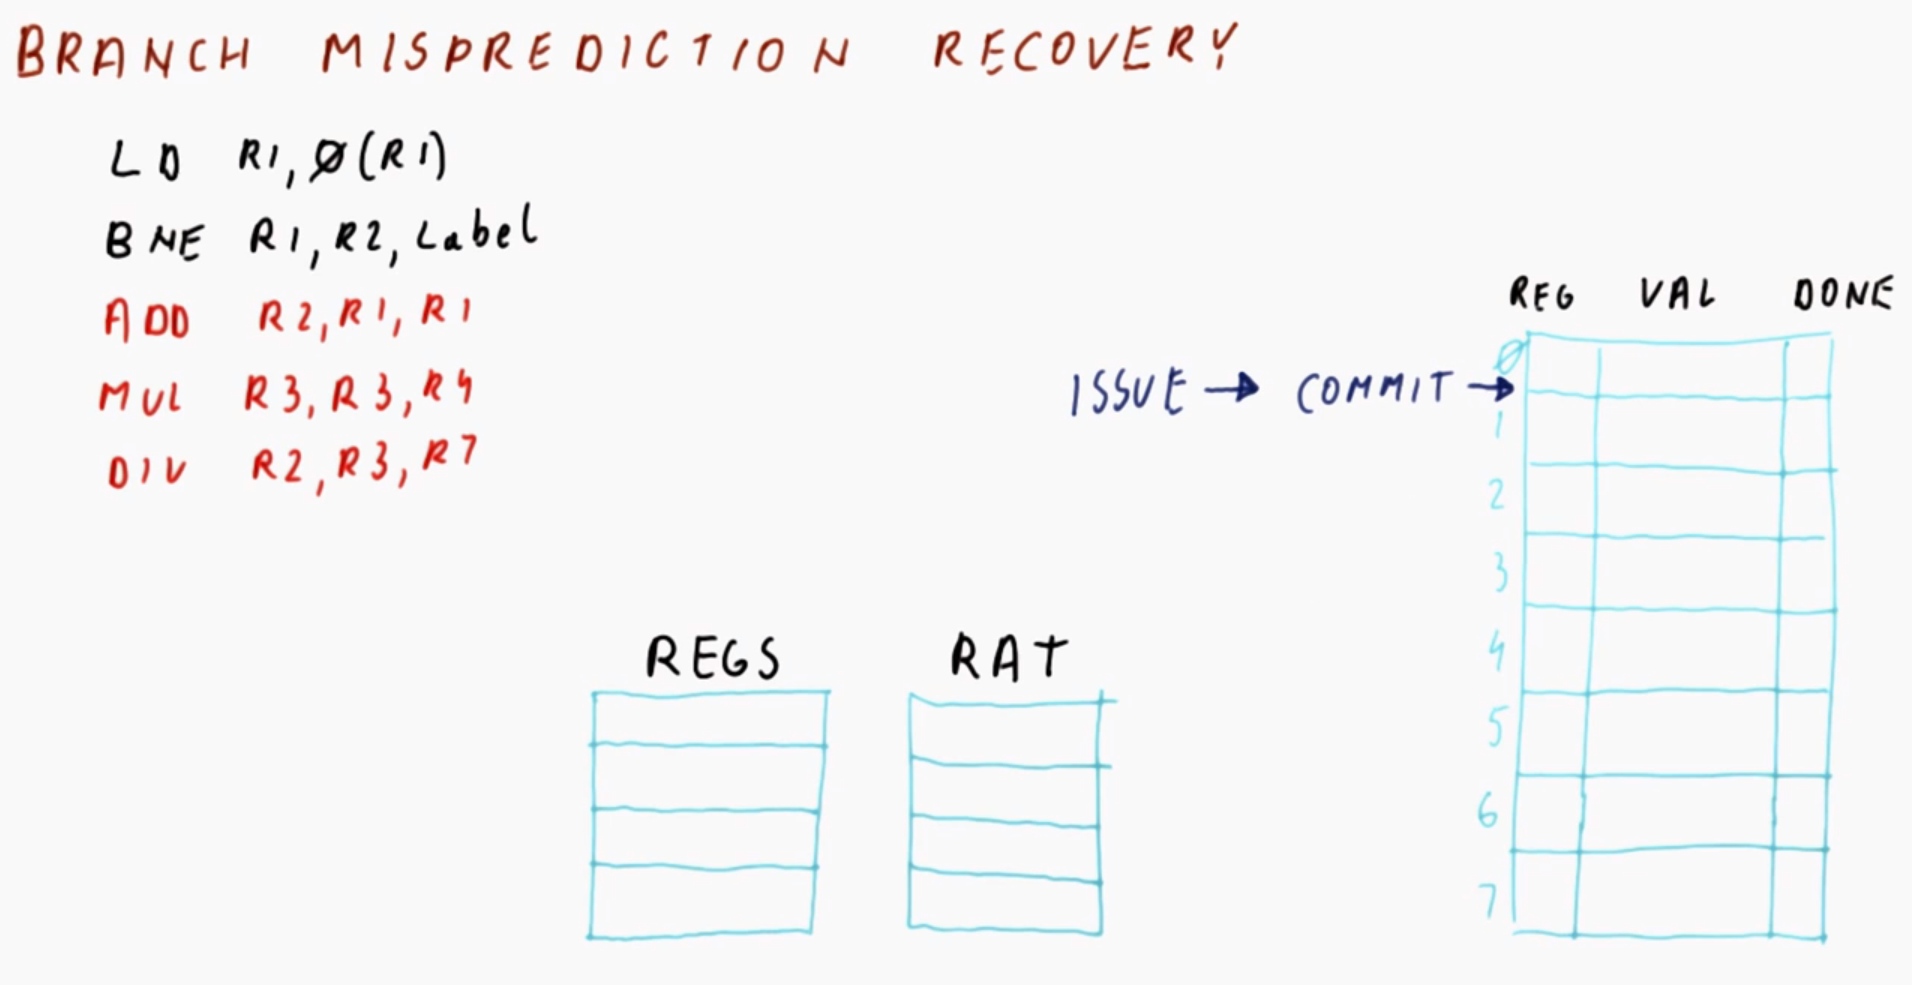 BRANCH MISPREDICTION RECOVERY
LD R1, Ø(R1)
BNE R1, R2, Label
ADD R2, R1, R1
MUL R3, R3, R4
DIV R2, R3, R7
REG VAL DONE
ISSUE → COMMIT →
Ø
1
2
3
4
5
6
7
REGS RAT